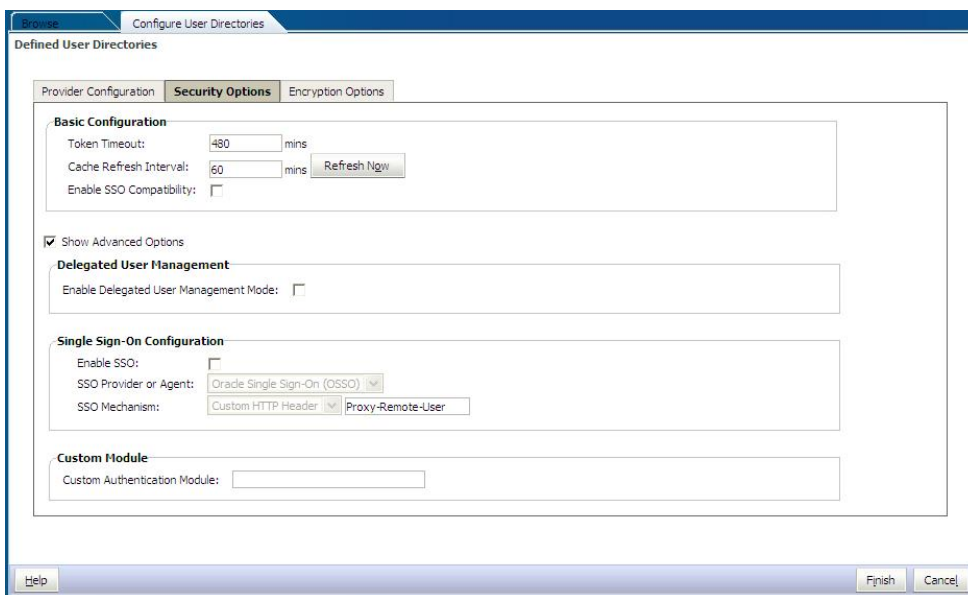 Browse Configure User Directories
Defined User Directories
Provider Configuration Security Options Encryption Options
Basic Configuration
Token Timeout: 480 mins
Cache Refresh Interval: 60 mins Refresh Now
Enable SSO Compatibility:
Show Advanced Options
Delegated User Management
Enable Delegated User Management Mode:
Single Sign-On Configuration
Enable SSO:
SSO Provider or Agent: Oracle Single Sign-On (OSSO)
SSO Mechanism: Custom HTTP Header Proxy-Remote-User
Custom Module
Custom Authentication Module:
Help Finish Cancel